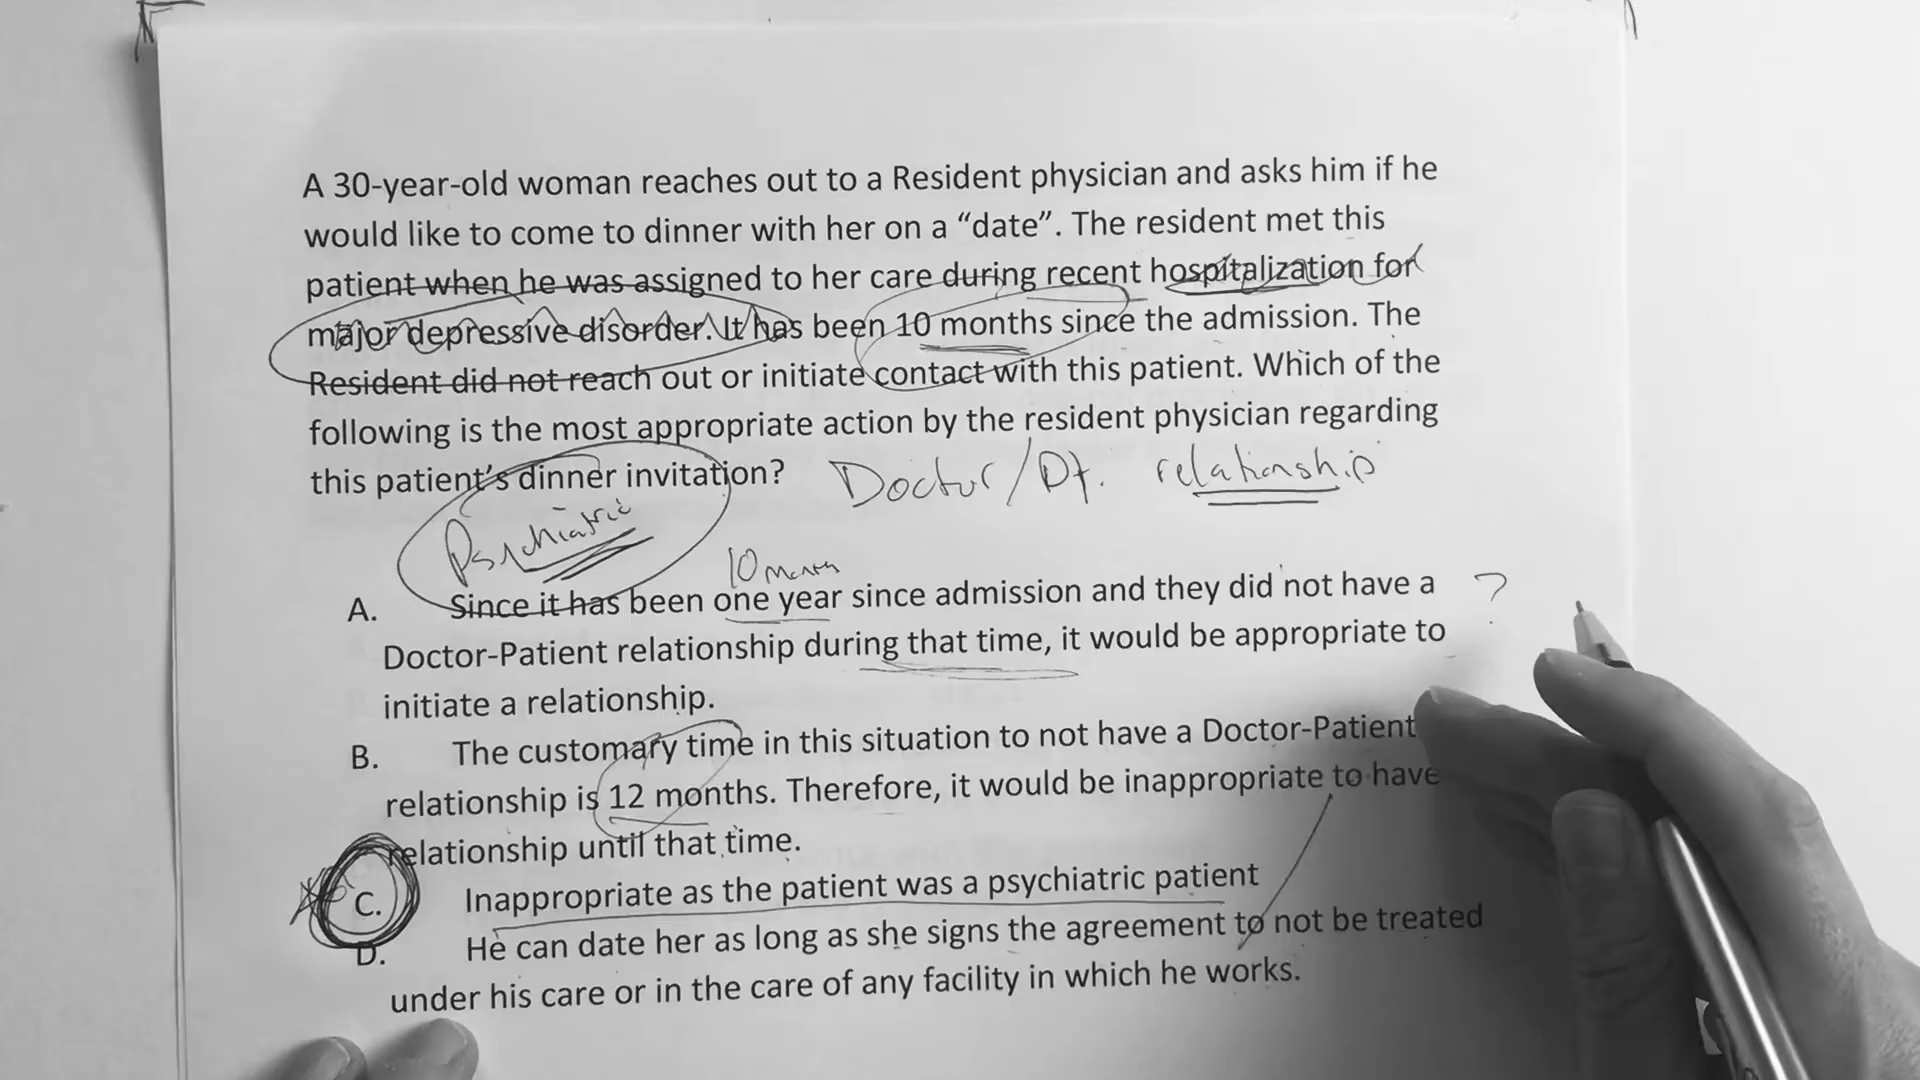 A 30-year-old woman reaches out to a Resident physician and asks him if he
would like to come to dinner with her on a “date”. The resident met this
patient when he was assigned to her care during recent hospitalization for
major depressive disorder. It has been 10 months since the admission. The
Resident did not reach out or initiate contact with this patient. Which of the
following is the most appropriate action by the resident physician regarding
this patient’s dinner invitation? Doctor/Pt. relationship
Psychiatric
10 month
A. Since it has been one year since admission and they did not have a ?
Doctor-Patient relationship during that time, it would be appropriate to
initiate a relationship.
B. The customary time in this situation to not have a Doctor-Patient
relationship is 12 months. Therefore, it would be inappropriate to have
relationship until that time.
C. Inappropriate as the patient was a psychiatric patient
D. He can date her as long as she signs the agreement to not be treated
under his care or in the care of any facility in which he works.